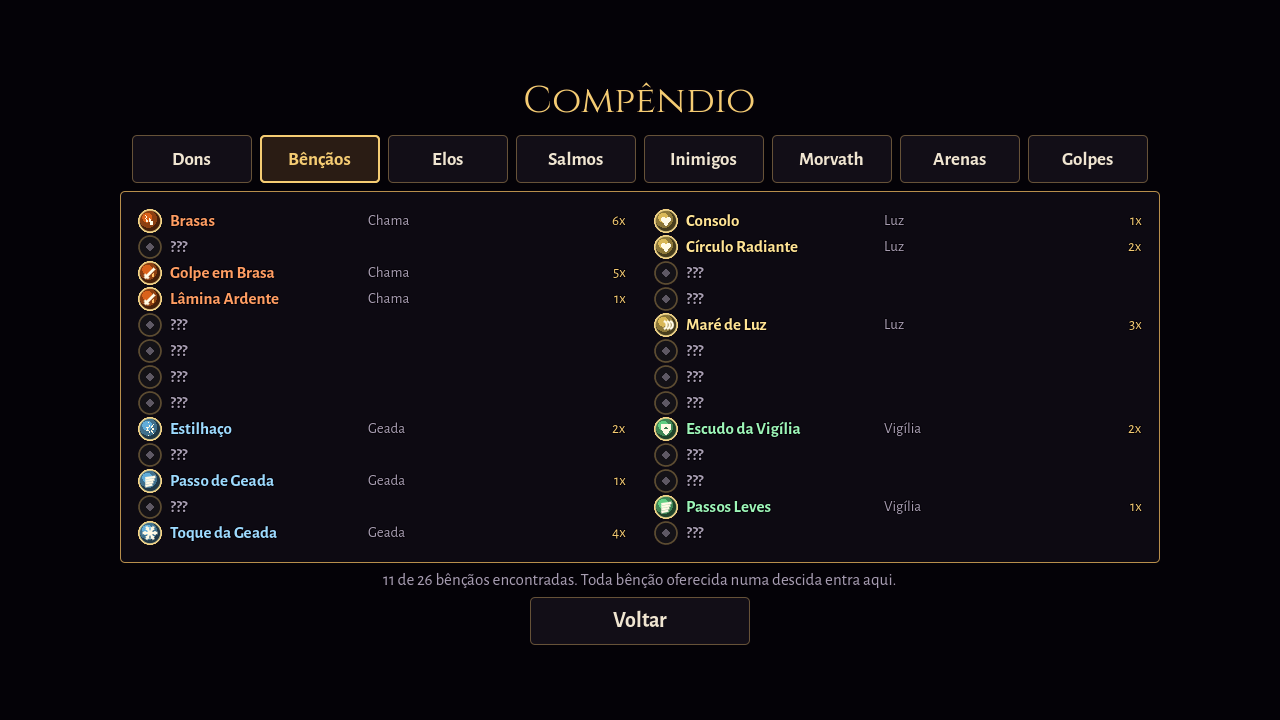 Compêndio
Dons
Bênçãos
Elos
Salmos
Inimigos
Morvath
Arenas
Golpes
Brasas Chama 6x
???
Golpe em Brasa Chama 5x
Lâmina Ardente Chama 1x
???
???
???
???
Estilhaço Geada 2x
???
Passo de Geada Geada 1x
???
Toque da Geada Geada 4x
Consolo Luz 1x
Círculo Radiante Luz 2x
???
???
Maré de Luz Luz 3x
???
???
???
Escudo da Vigília Vigília 2x
???
???
Passos Leves Vigília 1x
???
11 de 26 bênçãos encontradas. Toda bênção oferecida numa descida entra aqui.
Voltar